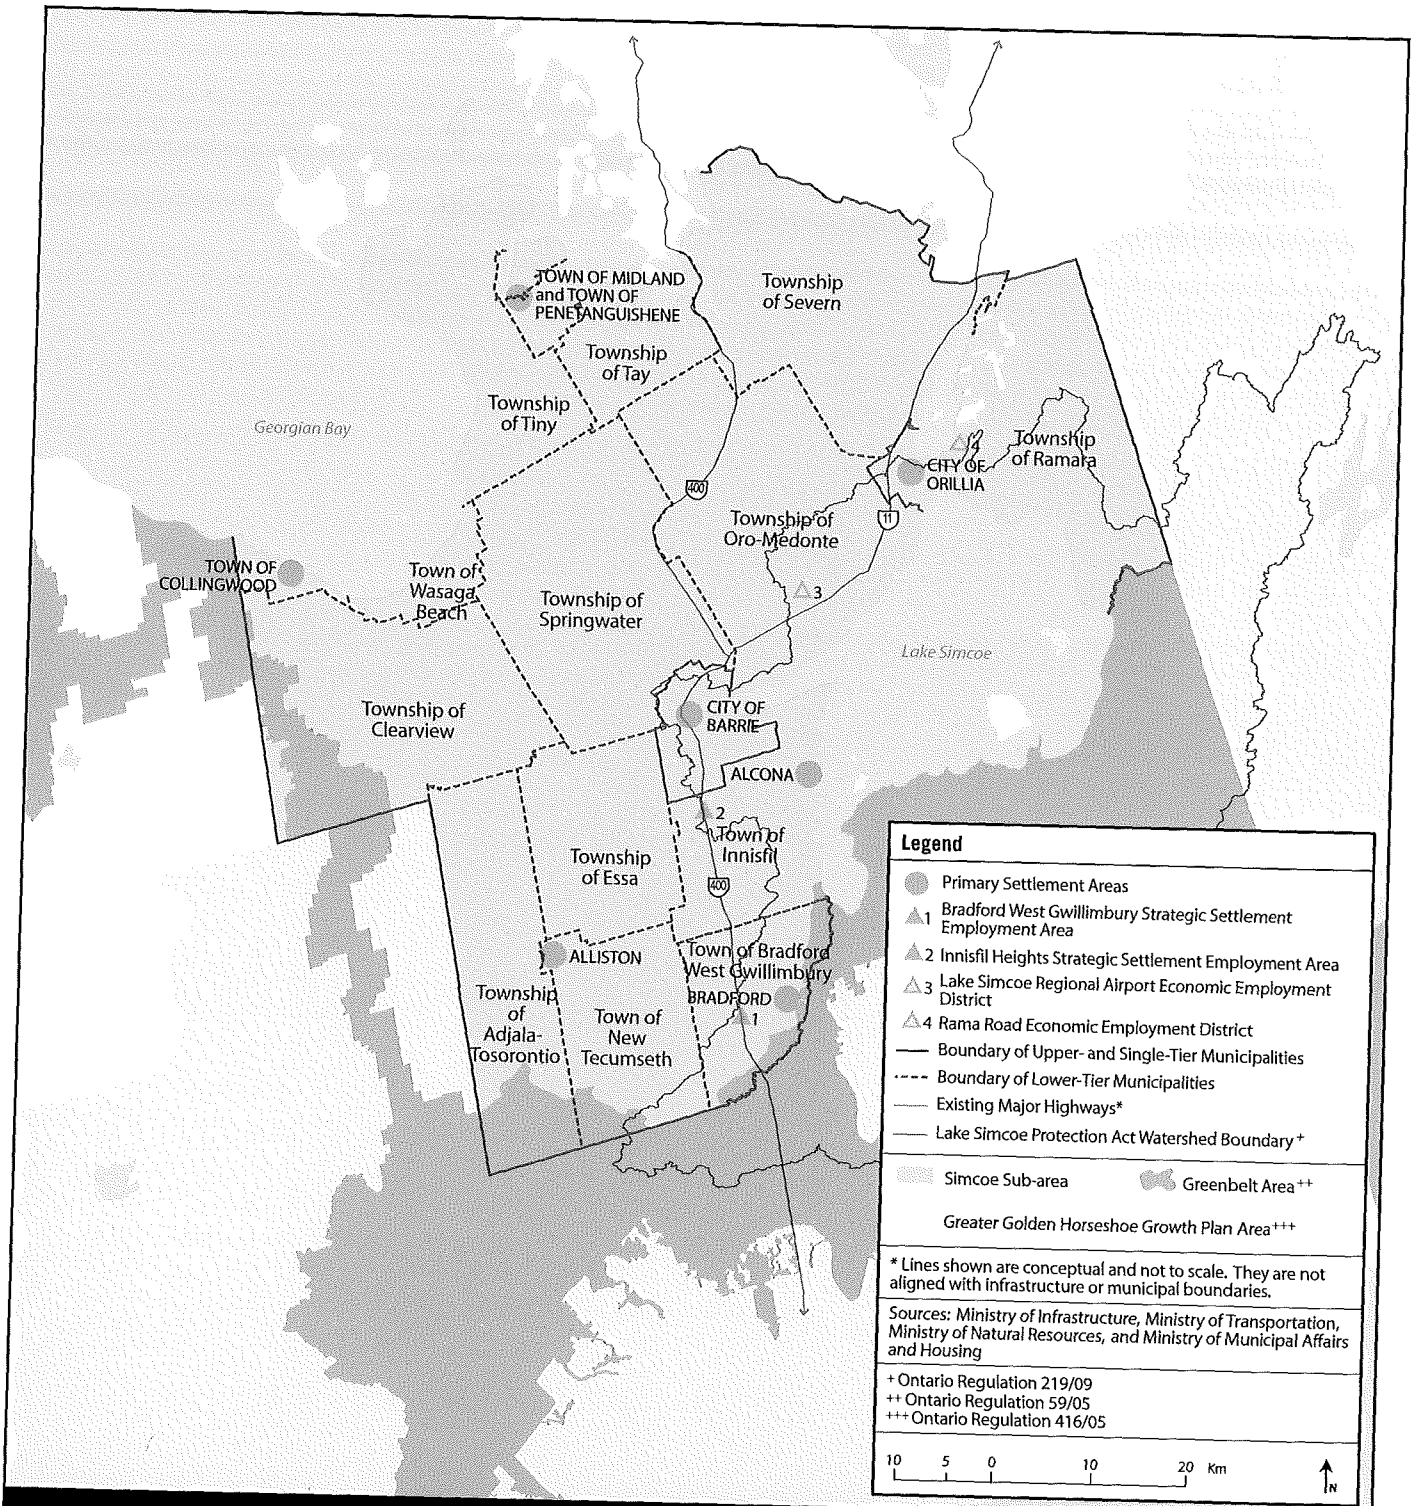 TOWN OF MIDLAND
and TOWN OF
PENETANGUISHENE
Township
of Severn
Township
of Tay
Township
of Tiny
Georgian Bay
400
4
Township
of Ramara
CITY OF
ORILLIA
11
Township of
Oro-Medonte
TOWN OF
COLLINGWOOD
Town of
Wasaga
Beach
Township of
Springwater
3
Lake Simcoe
Township of
Clearview
CITY OF
BARRIE
ALCONA
2
Town of
Innisfil
Township
of Essa
400
ALLISTON
Town of Bradford
West Gwillimbury
BRADFORD
1
Township
of
Adjala-
Tosorontio
Town of
New
Tecumseth
Legend
Primary Settlement Areas
1 Bradford West Gwillimbury Strategic Settlement
Employment Area
2 Innisfil Heights Strategic Settlement Employment Area
3 Lake Simcoe Regional Airport Economic Employment
District
4 Rama Road Economic Employment District
Boundary of Upper- and Single-Tier Municipalities
Boundary of Lower-Tier Municipalities
Existing Major Highways*
Lake Simcoe Protection Act Watershed Boundary +
Simcoe Sub-area
Greenbelt Area ++
Greater Golden Horseshoe Growth Plan Area +++
* Lines shown are conceptual and not to scale. They are not
aligned with infrastructure or municipal boundaries.
Sources: Ministry of Infrastructure, Ministry of Transportation,
Ministry of Natural Resources, and Ministry of Municipal Affairs
and Housing
+ Ontario Regulation 219/09
++ Ontario Regulation 59/05
+++ Ontario Regulation 416/05
10 5 0 10 20 Km
N